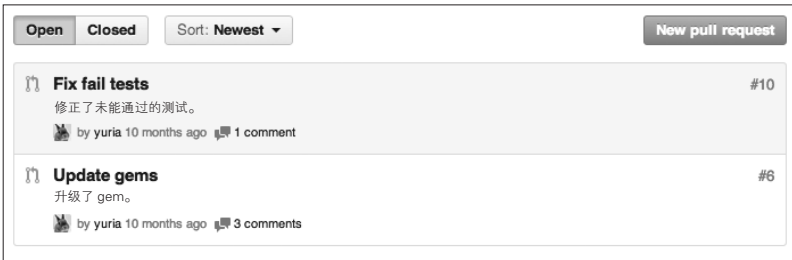 Open Closed Sort: Newest New pull request
Fix fail tests #10
修正了未能通过的测试。
by yuria 10 months ago 1 comment
Update gems #6
升级了 gem。
by yuria 10 months ago 3 comments